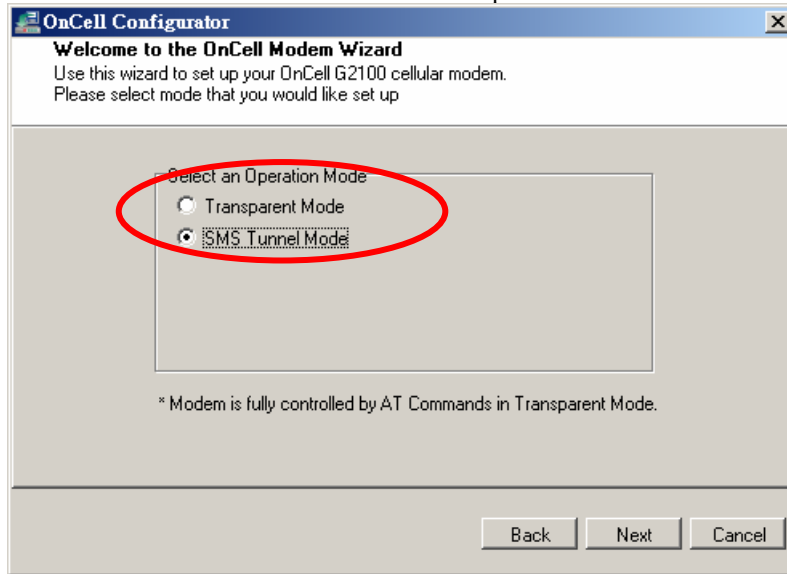 OnCell Configurator
Welcome to the OnCell Modem Wizard
Use this wizard to set up your OnCell G2100 cellular modem.
Please select mode that you would like set up
Select an Operation Mode
Transparent Mode
SMS Tunnel Mode
* Modem is fully controlled by AT Commands in Transparent Mode.
Back Next Cancel